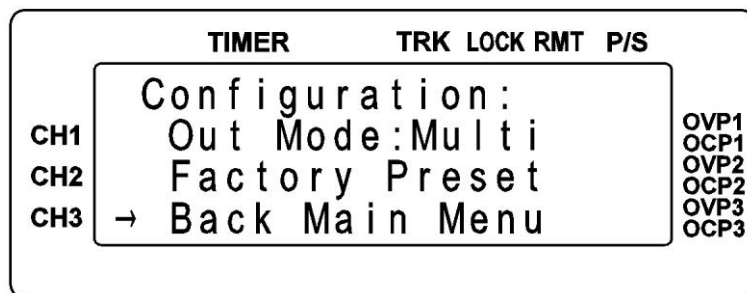 TIMER TRK LOCK RMT P/S
Configuration:
CH1 Out Mode:Multi OVP1
OCP1
CH2 Factory Preset OVP2
OCP2
CH3 → Back Main Menu OVP3
OCP3